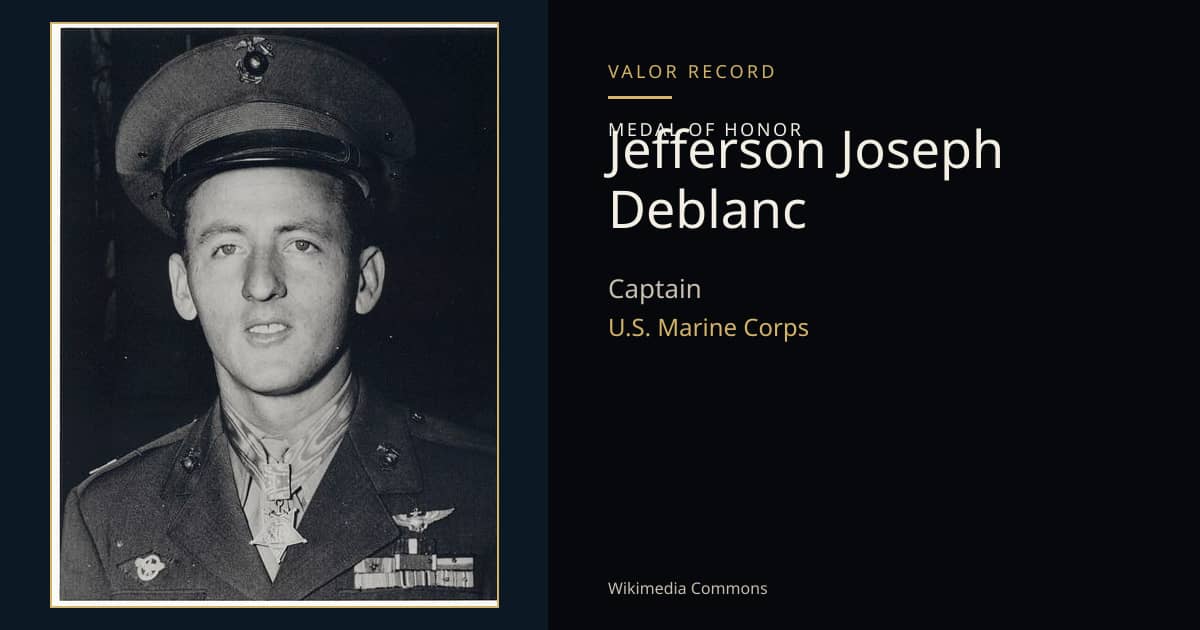 VALOR RECORD
MEDAL OF HONOR
Jefferson Joseph
Deblanc
Captain
U.S. Marine Corps
Wikimedia Commons